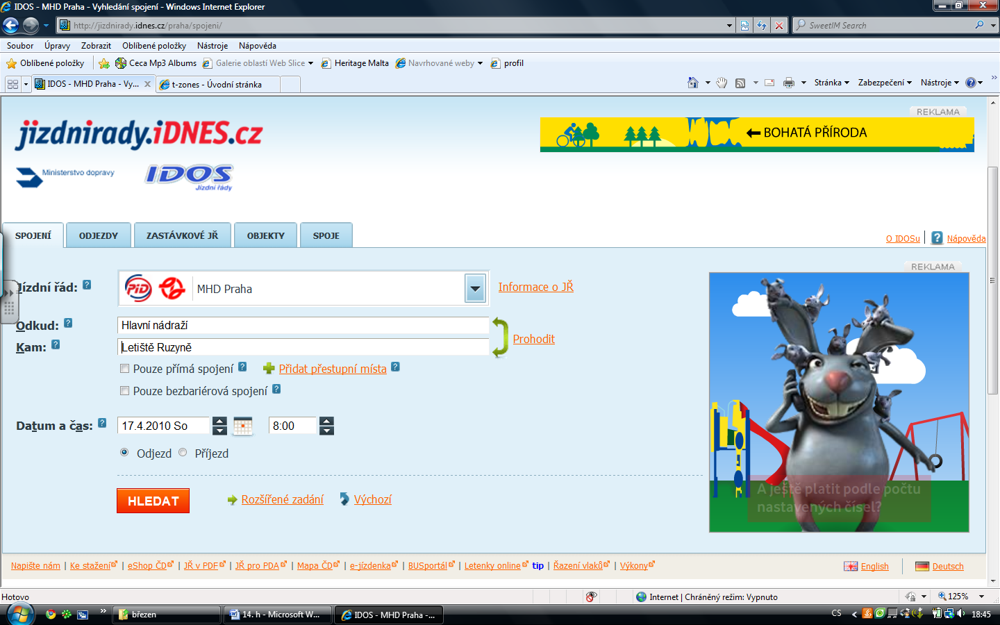 IDOS - MHD Praha - Vyhledání spojení - Windows Internet Explorer
http://jizdnirady.idnes.cz/praha/spojeni/
SweetIM Search
Soubor Úpravy Zobrazit Oblíbené položky Nástroje Nápověda
Oblíbené položky Ceca Mp3 Albums Galerie oblastí Web Slice Heritage Malta Navrhované weby profil
IDOS - MHD Praha - Vy... t-zones - Úvodní stránka Stránka Zabezpečení Nástroje
REKLAMA
jizdnirady.iDNES.cz
BOHATÁ PŘÍRODA
Ministerstvo dopravy
IDOS
Jízdní řády
SPOJENÍ ODJEZDY ZASTÁVKOVÉ JŘ OBJEKTY SPOJE
O IDOSu Nápověda
REKLAMA
Jízdní řád: PID MHD Praha Informace o JŘ
Odkud: Hlavní nádraží
Kam: Letiště Ruzyně
Prohodit
Pouze přímá spojení Přidat přestupní místa
Pouze bezbariérová spojení
Datum a čas: 17.4.2010 So 8:00
Odjezd Příjezd
HLEDAT Rozšířené zadání Výchozí
A ještě platit podle počtu
nastavených čísel?
Napište nám | Ke stažení | eShop ČD | JŘ v PDF | JŘ pro PDA | Mapa ČD | e-jízdenka | BUSportál | Letenky online tip | Řazení vlaků | Výkony
English Deutsch
Hotovo Internet | Chráněný režim: Vypnuto 125%
březen 14. h - Microsoft W... IDOS - MHD Praha -... CS 18:45